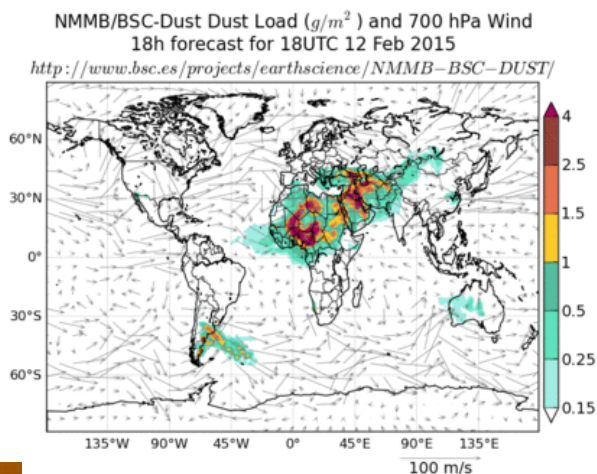 NMMB/BSC-Dust Dust Load (g/m²) and 700 hPa Wind
18h forecast for 18UTC 12 Feb 2015
http://www.bsc.es/projects/earthscience/NMMB−BSC−DUST/
60°N
30°N
0°
30°S
60°S
135°W 90°W 45°W 0° 45°E 90°E 135°E
4
2.5
1.5
1
0.5
0.25
0.15
100 m/s